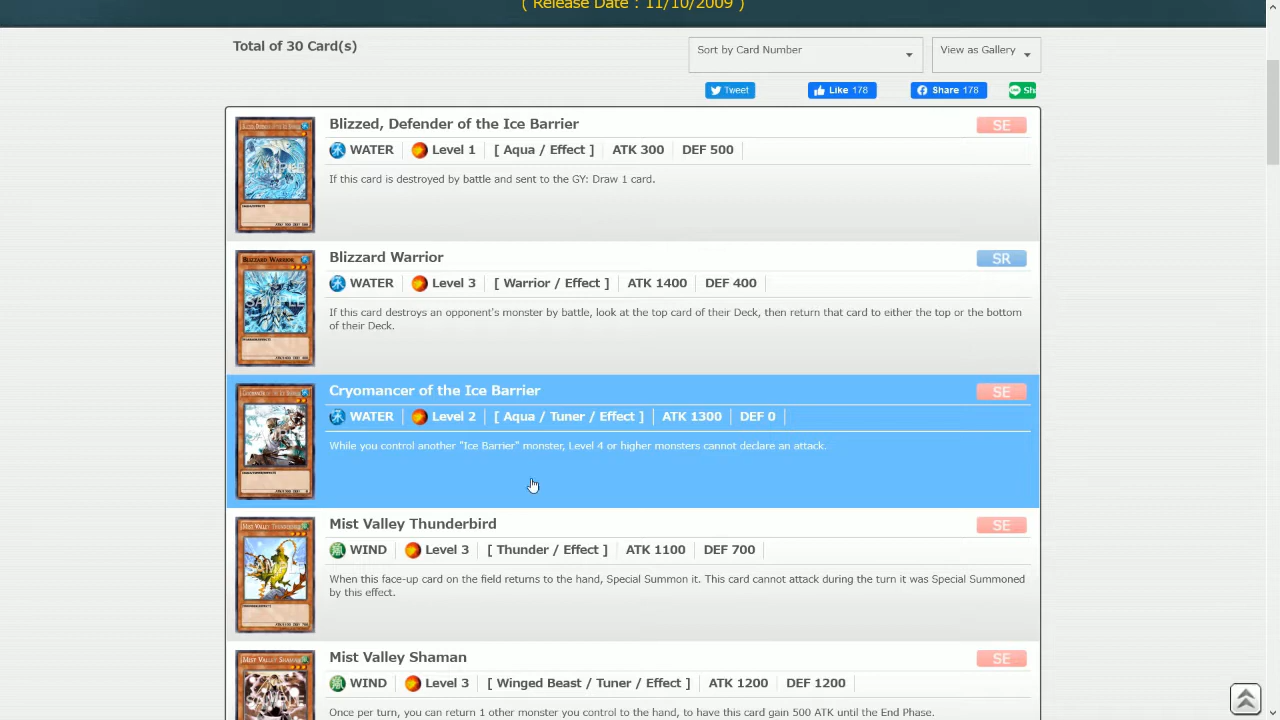 ( Release Date : 11/10/2009 )
Total of 30 Card(s)
Sort by Card Number
View as Gallery
Tweet
Like 178
Share 178
Sh
Blizzed, Defender of the Ice Barrier
SE
WATER Level 1 [ Aqua / Effect ] ATK 300 DEF 500
If this card is destroyed by battle and sent to the GY: Draw 1 card.
BLIZZARD WARRIOR
SAMPLE
Blizzard Warrior
SR
WATER Level 3 [ Warrior / Effect ] ATK 1400 DEF 400
If this card destroys an opponent's monster by battle, look at the top card of their Deck, then return that card to either the top or the bottom
of their Deck.
Cryomancer of the Ice Barrier
SE
WATER Level 2 [ Aqua / Tuner / Effect ] ATK 1300 DEF 0
While you control another "Ice Barrier" monster, Level 4 or higher monsters cannot declare an attack.
MIST VALLEY THUNDERBIRD
Mist Valley Thunderbird
SE
WIND Level 3 [ Thunder / Effect ] ATK 1100 DEF 700
When this face-up card on the field returns to the hand, Special Summon it. This card cannot attack during the turn it was Special Summoned
by this effect.
MIST VALLEY SHAMAN
SAMPLE
Mist Valley Shaman
SE
WIND Level 3 [ Winged Beast / Tuner / Effect ] ATK 1200 DEF 1200
Once per turn, you can return 1 other monster you control to the hand, to have this card gain 500 ATK until the End Phase.